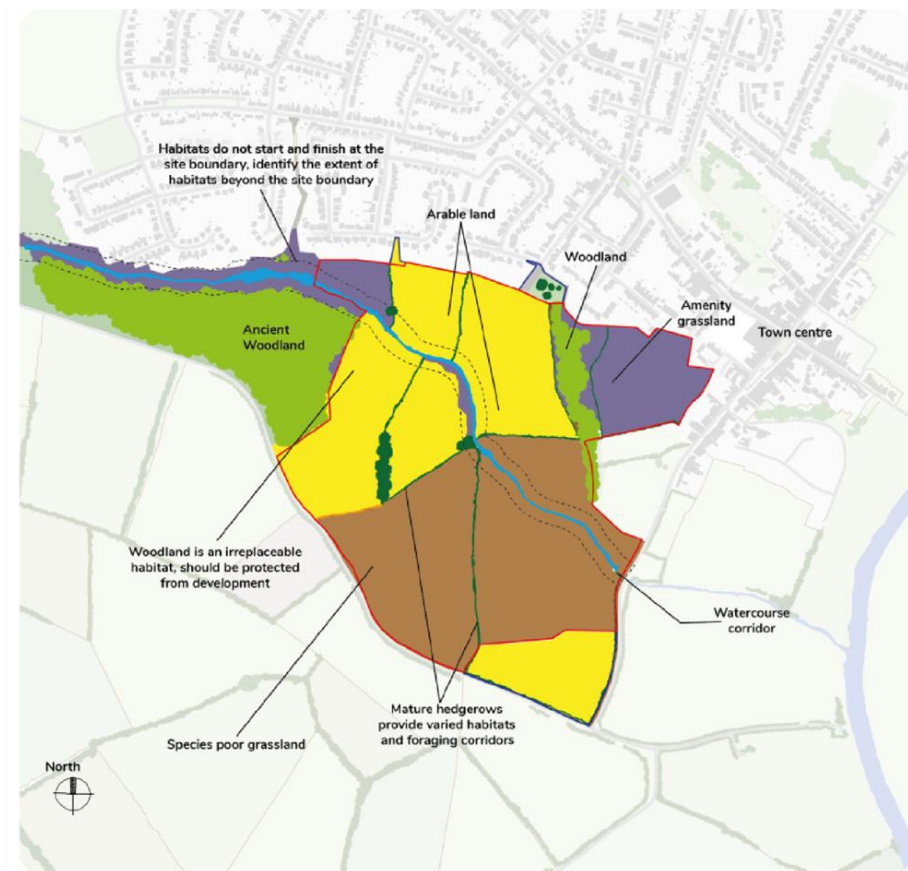 Habitats do not start and finish at the
site boundary, identify the extent of
habitats beyond the site boundary
Arable land
Woodland
Amenity
grassland
Town centre
Ancient
Woodland
Woodland is an irreplaceable
habitat, should be protected
from development
Watercourse
corridor
Mature hedgerows
provide varied habitats
and foraging corridors
Species poor grassland
North